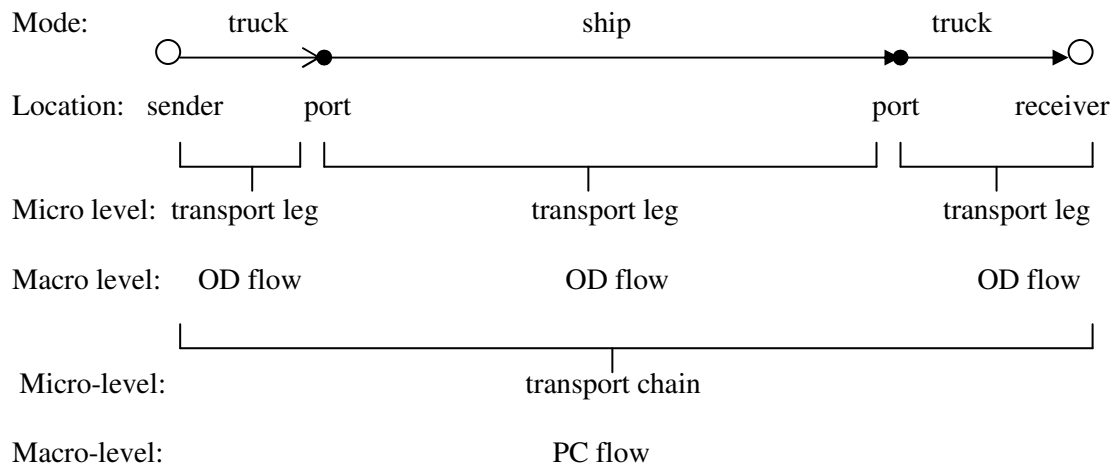 Mode: truck ship truck
Location: sender port port receiver
Micro level: transport leg transport leg transport leg
Macro level: OD flow OD flow OD flow
Micro-level: transport chain
Macro-level: PC flow